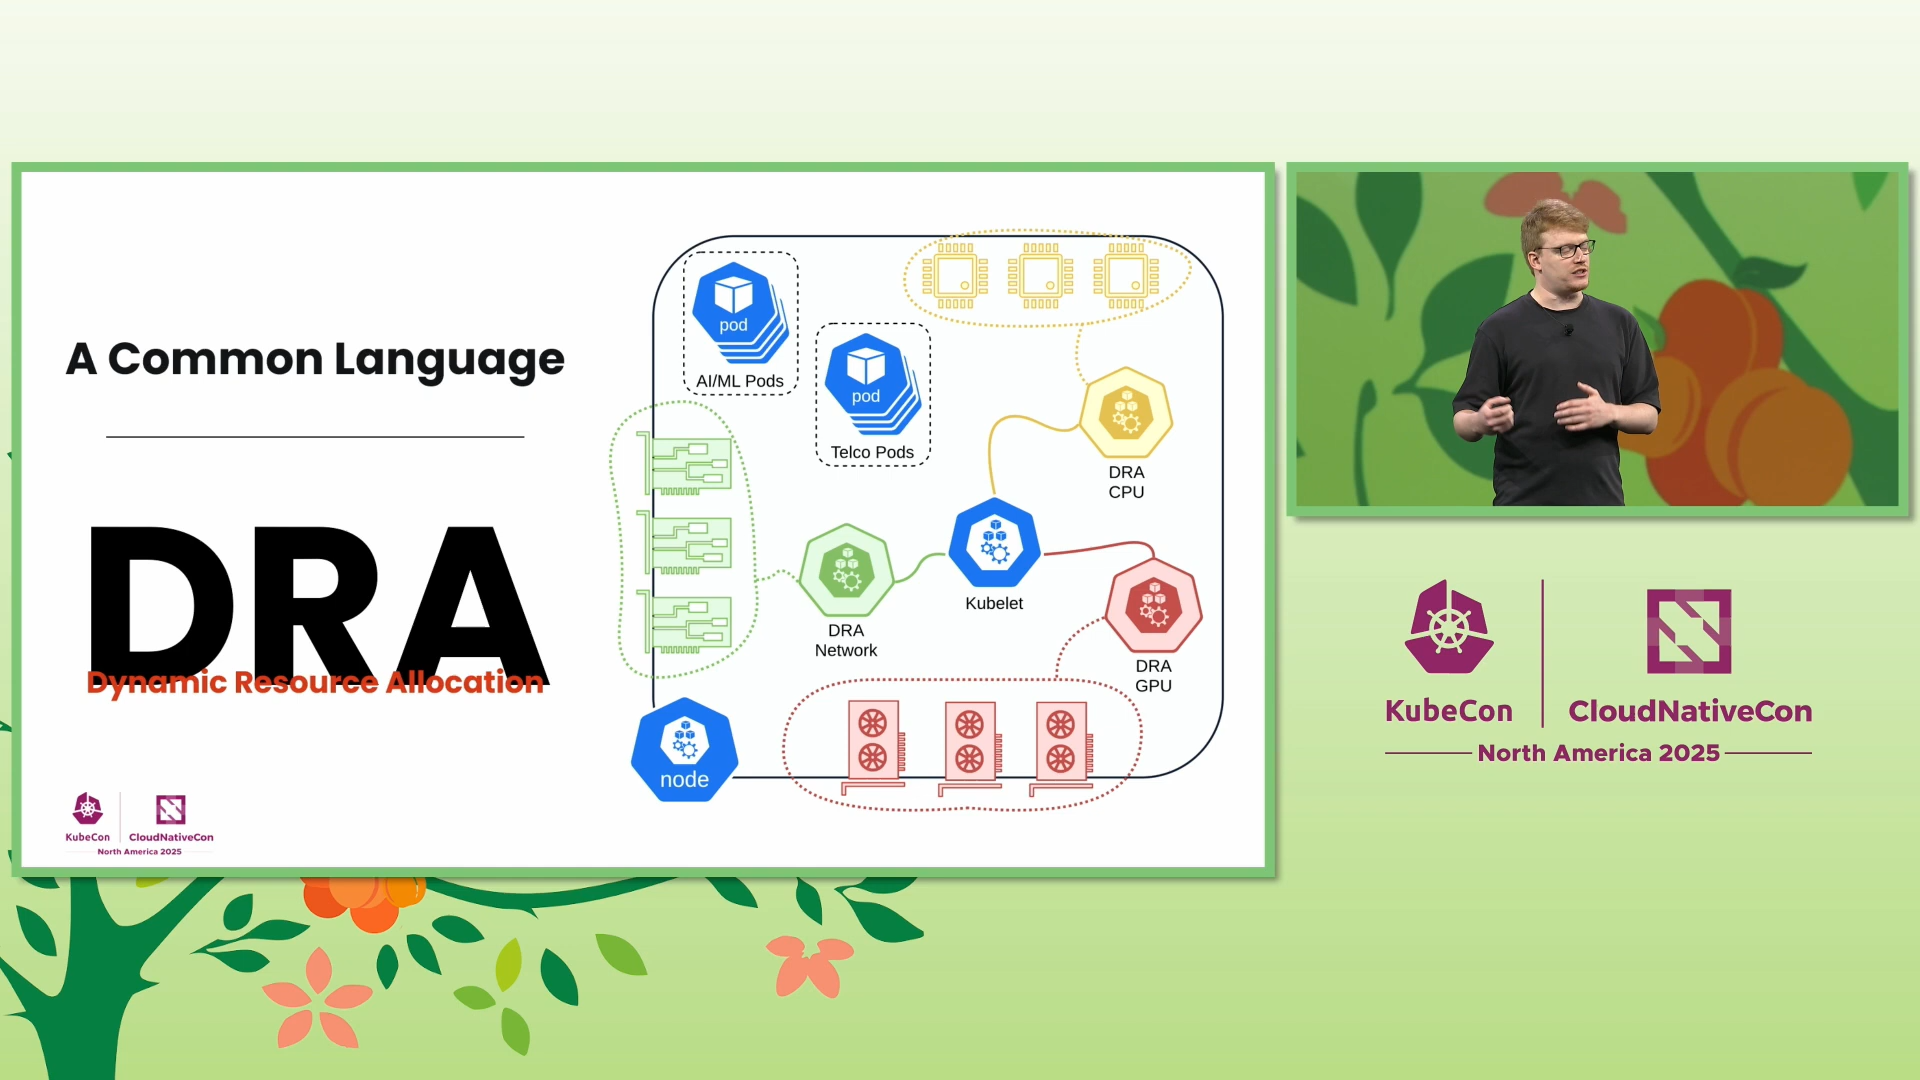 A Common Language
DRA
Dynamic Resource Allocation
pod
AI/ML Pods
pod
Telco Pods
DRA
CPU
Kubelet
DRA
Network
DRA
GPU
node
KubeCon
CloudNativeCon
North America 2025
KubeCon
CloudNativeCon
North America 2025